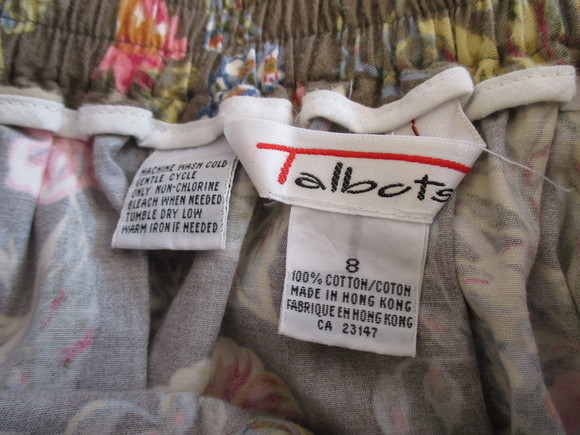 MACHINE WASH COLD
GENTLE CYCLE
ONLY NON-CHLORINE
BLEACH WHEN NEEDED
TUMBLE DRY LOW
WARM IRON IF NEEDED
Talbots
8
100% COTTON/COTON
MADE IN HONG KONG
FABRIQUE EN HONG KONG
CA 23147